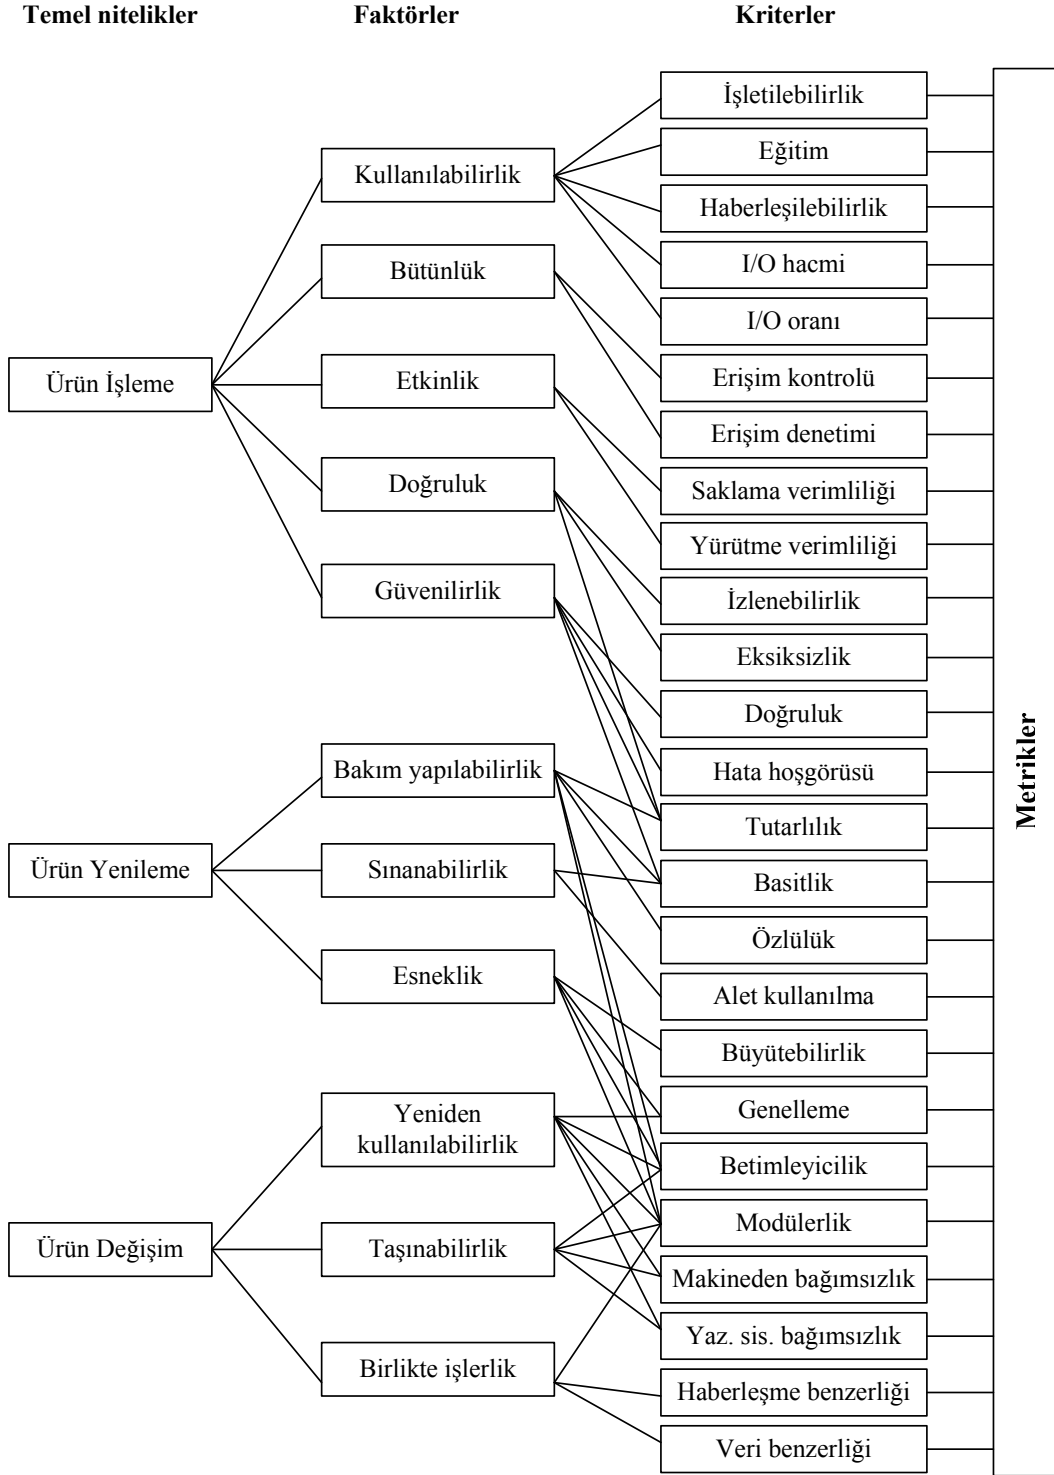 Temel nitelikler
Faktörler
Kriterler
Ürün İşleme
Ürün Yenileme
Ürün Değişim
Kullanılabilirlik
Bütünlük
Etkinlik
Doğruluk
Güvenilirlik
Bakım yapılabilirlik
Sınanabilirlik
Esneklik
Yeniden
kullanılabilirlik
Taşınabilirlik
Birlikte işlerlik
İşletilebilirlik
Eğitim
Haberleşilebilirlik
I/O hacmi
I/O oranı
Erişim kontrolü
Erişim denetimi
Saklama verimliliği
Yürütme verimliliği
İzlenebilirlik
Eksiksizlik
Doğruluk
Hata hoşgörüsü
Tutarlılık
Basitlik
Özlülük
Alet kullanılma
Büyütebilirlik
Genelleme
Betimleyicilik
Modülerlik
Makineden bağımsızlık
Yaz. sis. bağımsızlık
Haberleşme benzerliği
Veri benzerliği
Metrikler